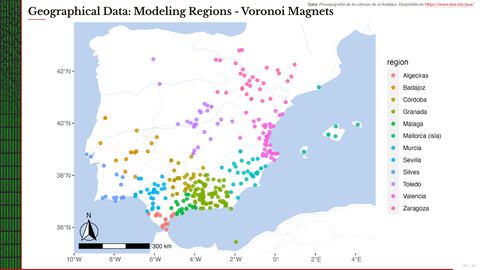 Data: Prosopografía de los ulemas de al-Andalus. Disponible en https://www.eea.csic.es/pua/
Geographical Data: Modeling Regions - Voronoi Magnets
42°N
40°N
38°N
36°N
10°W 8°W 6°W 4°W 2°W 0° 2°E 4°E
N
300 km
region
Algeciras
Badajoz
Córdoba
Granada
Málaga
Mallorca (isla)
Murcia
Sevilla
Silves
Toledo
Valencia
Zaragoza